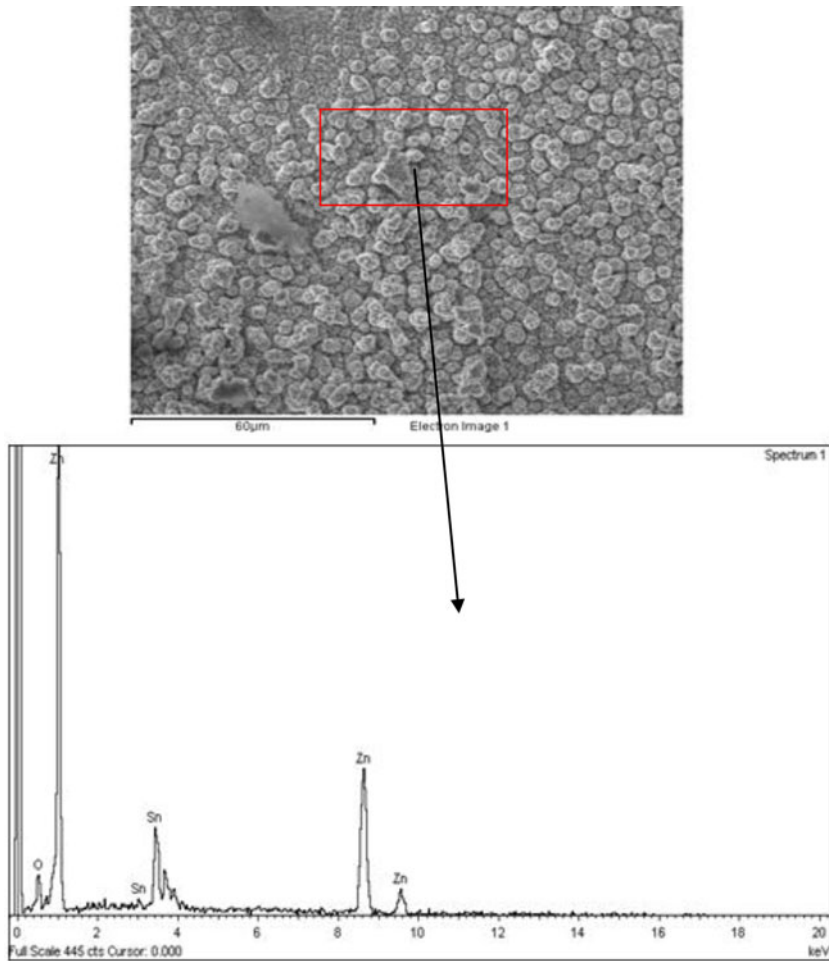 60µm
Electron Image 1
Spectrum 1
Zn
Zn
Sn
O
Sn
Zn
2
4
6
8
10
12
14
16
18
20
Full Scale 445 cts Cursor: 0.000
keV